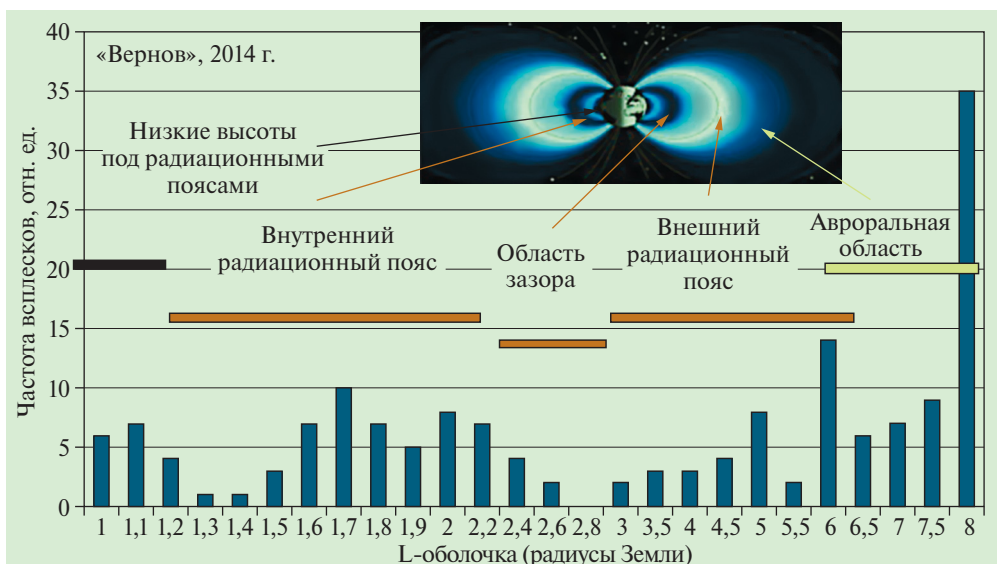 «Вернов», 2014 г.
Низкие высоты
под радиационными
поясами
Внутренний
радиационный пояс
Область
зазора
Внешний
радиационный
пояс
Авроральная
область
Частота всплесков, отн. ед.
40
35
30
25
20
15
10
5
0
1 1,1 1,2 1,3 1,4 1,5 1,6 1,7 1,8 1,9 2 2,2 2,4 2,6 2,8 3 3,5 4 4,5 5 5,5 6 6,5 7 7,5 8
L-оболочка (радиусы Земли)